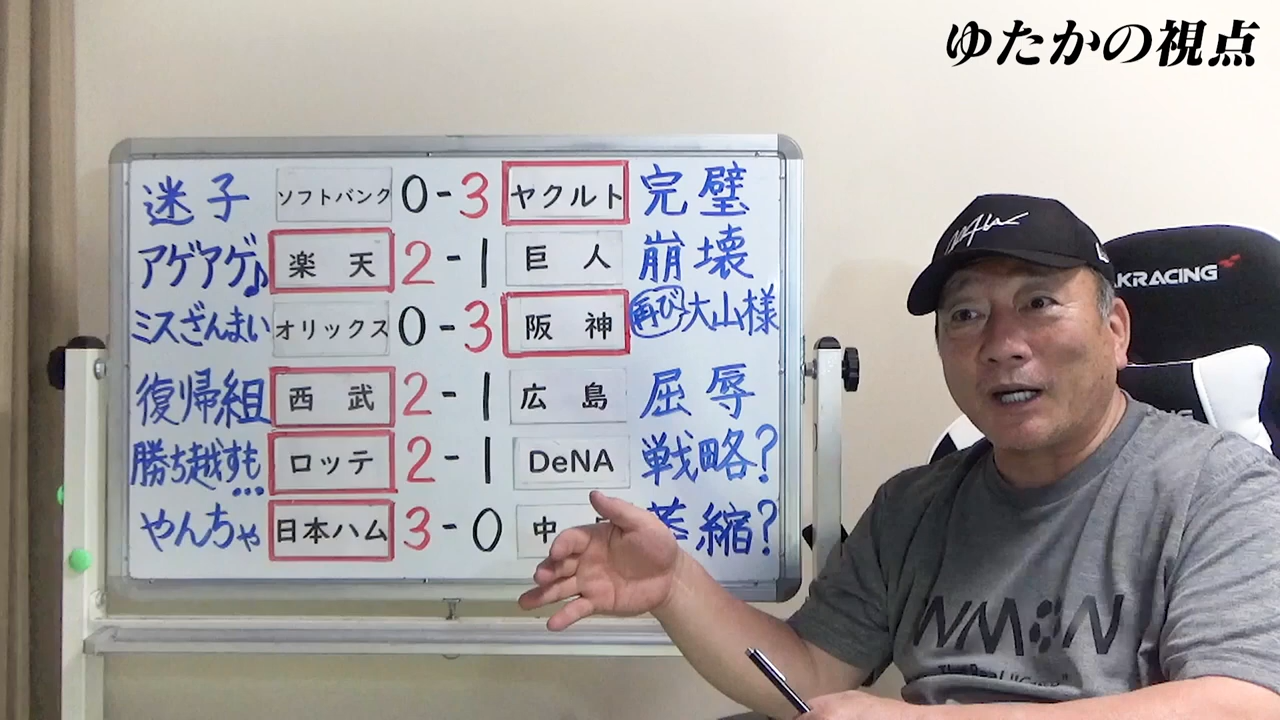 ゆたかの視点
迷子 ソフトバンク 0-3 ヤクルト 完璧
アゲアゲ♪ 楽天 2-1 巨人 崩壊
ミスざんまい オリックス 0-3 阪神 再び 大山様
復帰組 西武 2-1 広島 屈辱
勝ち越すも… ロッテ 2-1 DeNA 戦略?
やんちゃ 日本ハム 3-0 中 縮?
AKRACING
WMON